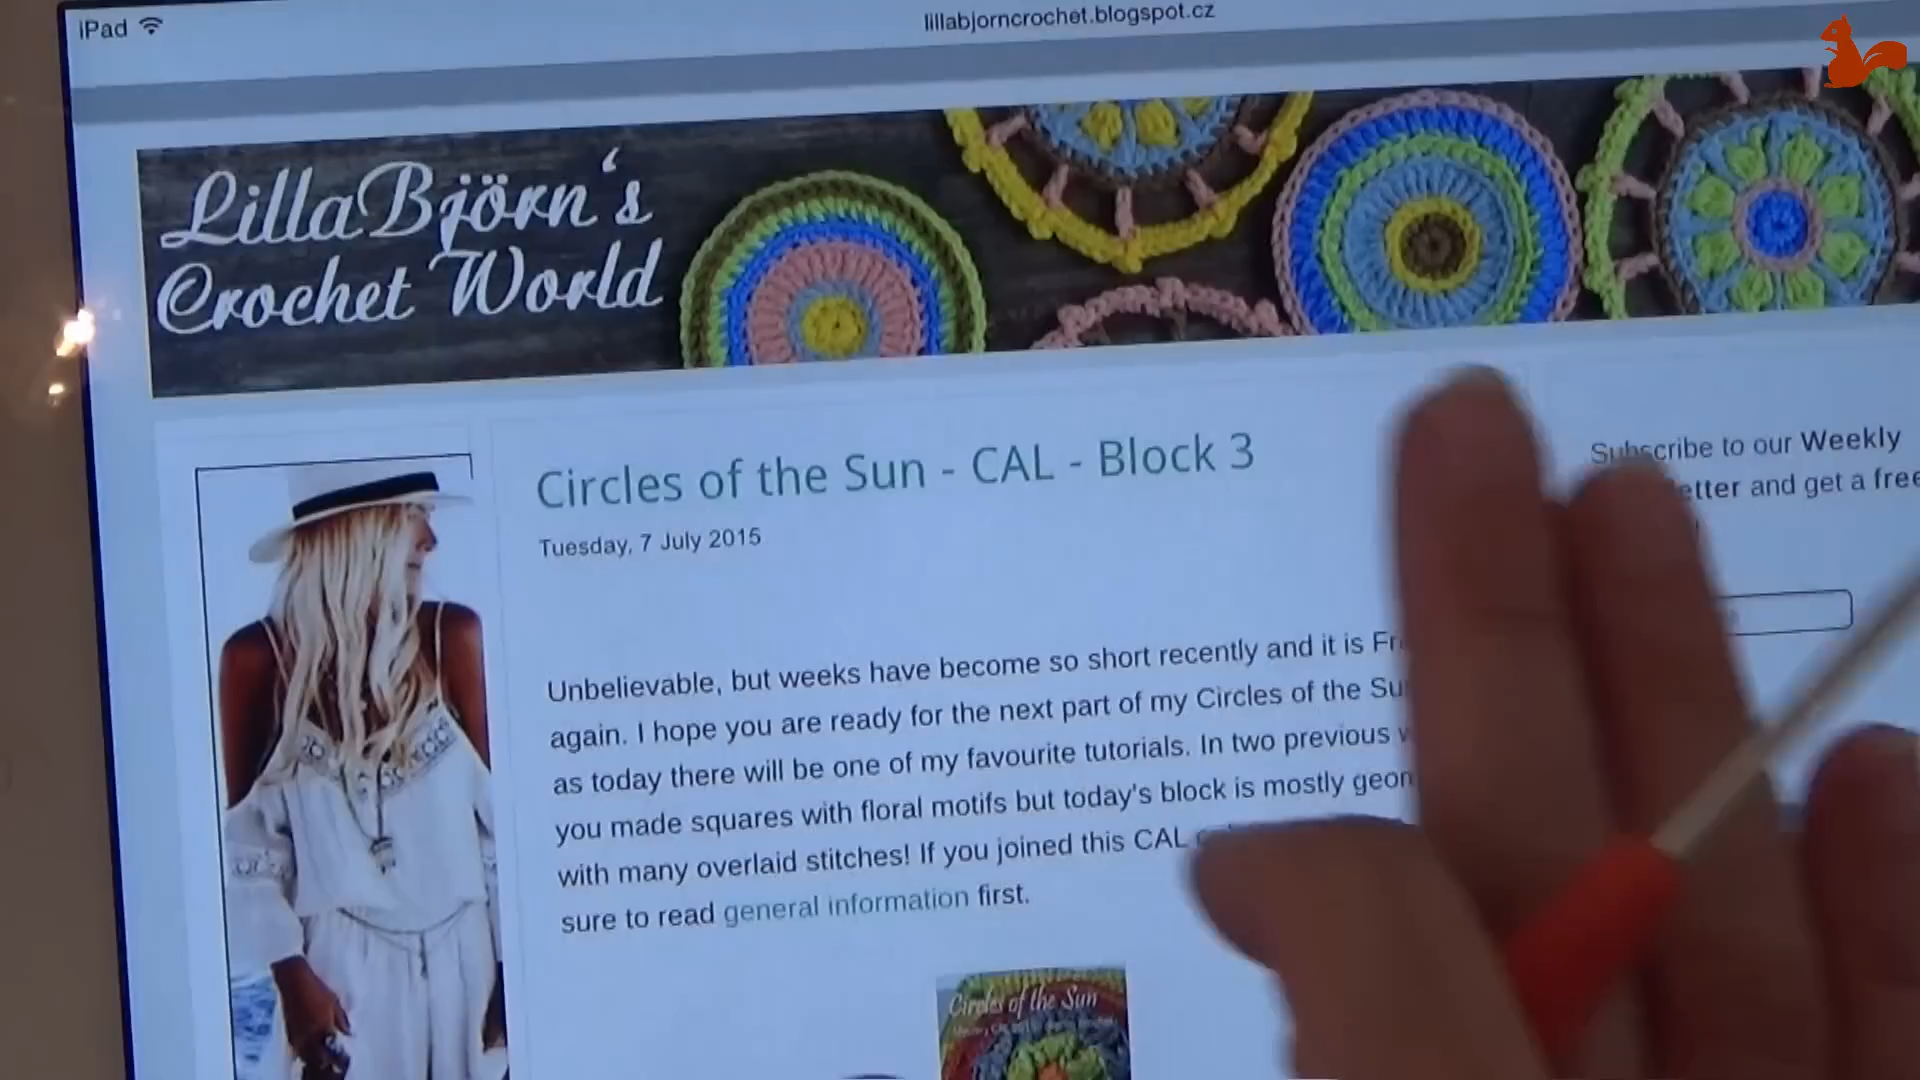 iPad
lillabjorncrochet.blogspot.cz
LillaBjörn's
Crochet World
Circles of the Sun - CAL - Block 3
Tuesday, 7 July 2015
Subscribe to our Weekly
and get a free
Unbelievable, but weeks have become so short recently and it is
again. I hope you are ready for the next part of my Circles of the
as today there will be one of my favourite tutorials. In two previous
you made squares with floral motifs but today's block is mostly
with many overlaid stitches! If you joined this CAL
sure to read general information first.
Circles of the Sun